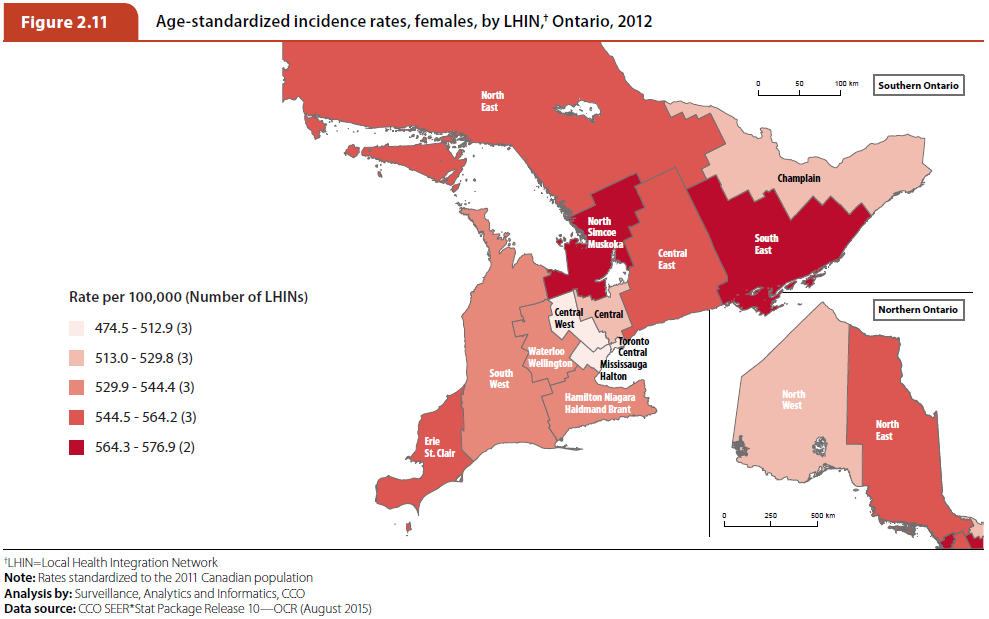 Figure 2.11
Age-standardized incidence rates, females, by LHIN,† Ontario, 2012
0 50 100 km
Southern Ontario
North
East
Champlain
North
Simcoe
Muskoka
South
East
Central
East
Rate per 100,000 (Number of LHINs)
474.5 - 512.9 (3)
513.0 - 529.8 (3)
529.9 - 544.4 (3)
544.5 - 564.2 (3)
564.3 - 576.9 (2)
Central
West
Central
Toronto
Central
Mississauga
Halton
Waterloo
Wellington
South
West
Hamilton Niagara
Haldmand Brant
Erle
St. Clair
Northern Ontario
North
West
North
East
0 250 500 km
†LHIN=Local Health Integration Network
Note: Rates standardized to the 2011 Canadian population
Analysis by: Surveillance, Analytics and Informatics, CCO
Data source: CCO SEER*Stat Package Release 10—OCR (August 2015)